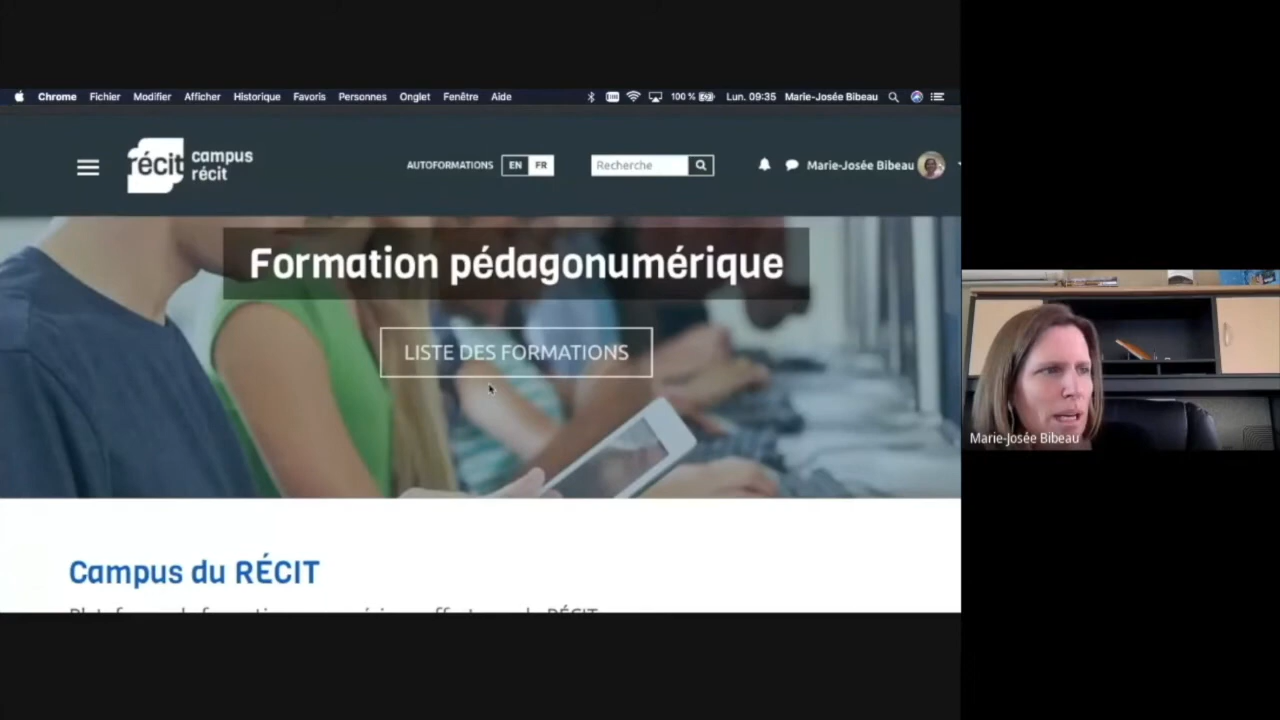 Chrome Fichier Modifier Afficher Historique Favoris Personnes Onglet Fenêtre Aide 100 % Lun. 09:35 Marie-Josée Bibeau
récit campus récit AUTOFORMATIONS EN FR Recherche Marie-Josée Bibeau
Formation pédagonumérique
LISTE DES FORMATIONS
Marie-Josée Bibeau
Campus du RÉCIT